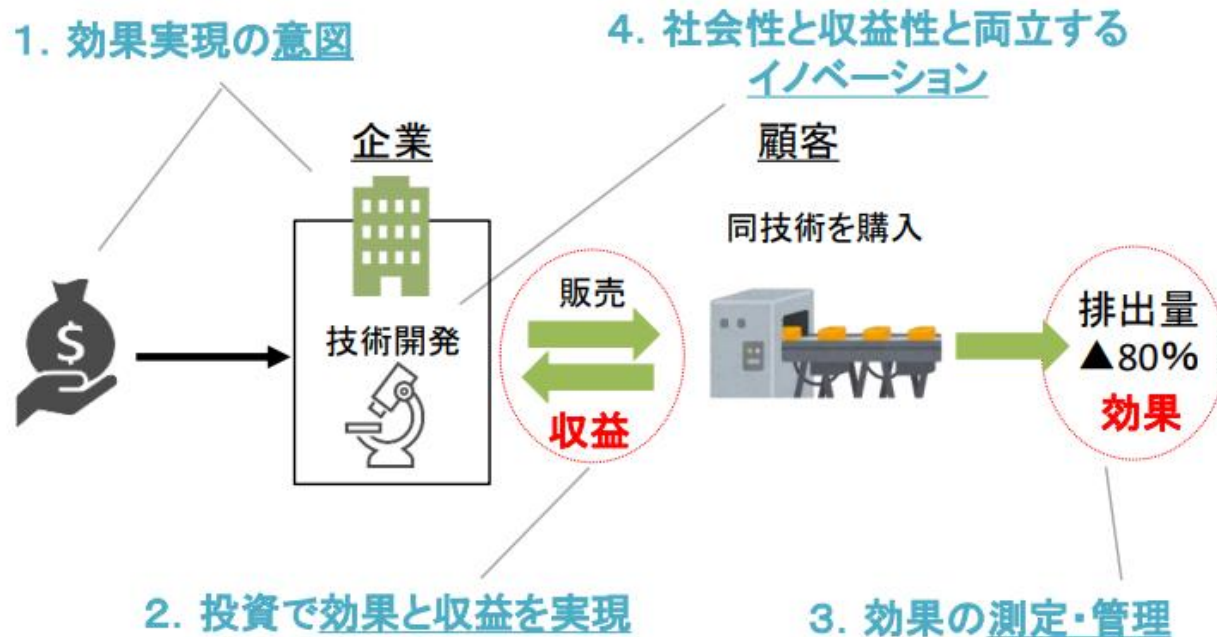 1．効果実現の意図
4．社会性と収益性と両立する
イノベーション
企業
顧客
同技術を購入
$
技術開発
販売
収益
排出量
▲80%
効果
2．投資で効果と収益を実現
3．効果の測定・管理